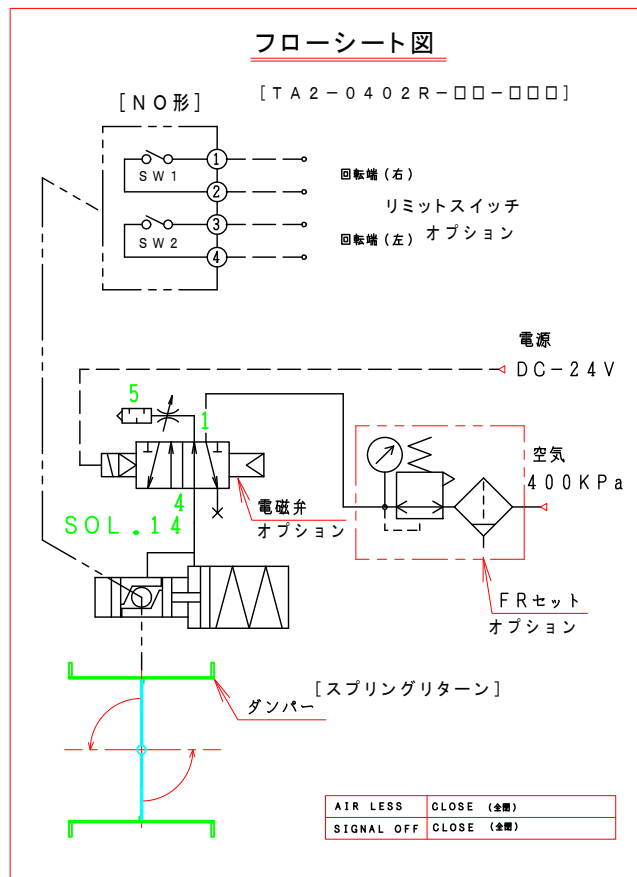 フローシート図
[TA2-0402R-□□-□□□]
[NO形]
1
SW1
2
3
SW2
4
回転端(右)
リミットスイッチ
オプション
回転端(左)
電源
DC-24V
5
1
4
SOL.14
電磁弁
オプション
空気
400KPa
FRセット
オプション
[スプリングリターン]
ダンパー
AIR LESS CLOSE (全閉)
SIGNAL OFF CLOSE (全閉)